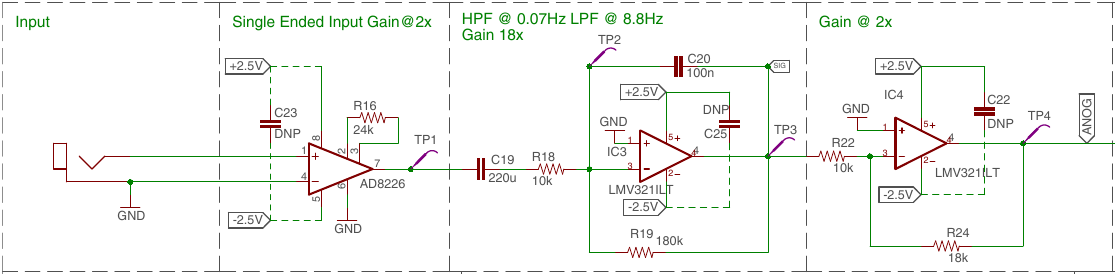 Input
Single Ended Input Gain@2x
HPF @ 0.07Hz LPF @ 8.8Hz
Gain 18x
Gain @ 2x
+2.5V
C23
DNP
-2.5V
GND
R16
24k
8
2
3
1
4
7
6
5
AD8226
GND
TP1
C19
220u
R18
10k
TP2
C20
100n
SIG
+2.5V
DNP
C25
GND
IC3
1
3
5+
4
2-
LMV321ILT
-2.5V
R19 180k
TP3
R22
10k
+2.5V
IC4
GND
1
3
5+
4
2-
C22
DNP
LMV321ILT
-2.5V
R24
18k
TP4
ANOG